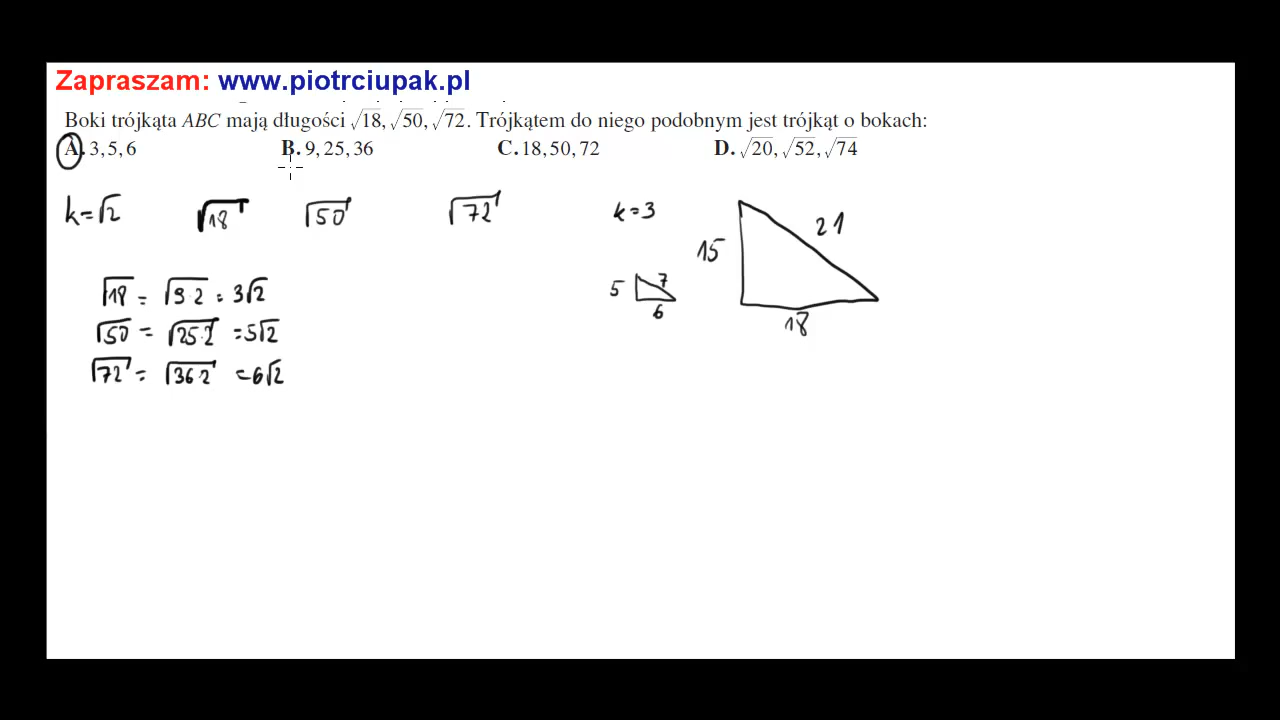 Zapraszam: www.piotrciupak.pl
Boki trójkąta ABC mają długości √18, √50, √72. Trójkątem do niego podobnym jest trójkąt o bokach:
A. 3, 5, 6 B. 9, 25, 36 C. 18, 50, 72 D. √20, √52, √74
k=√2 √18 √50 √72 k=3
15 21
5 7
6 18
√18 = √9·2 = 3√2
√50 = √25·2 = 5√2
√72 = √36·2 = 6√2